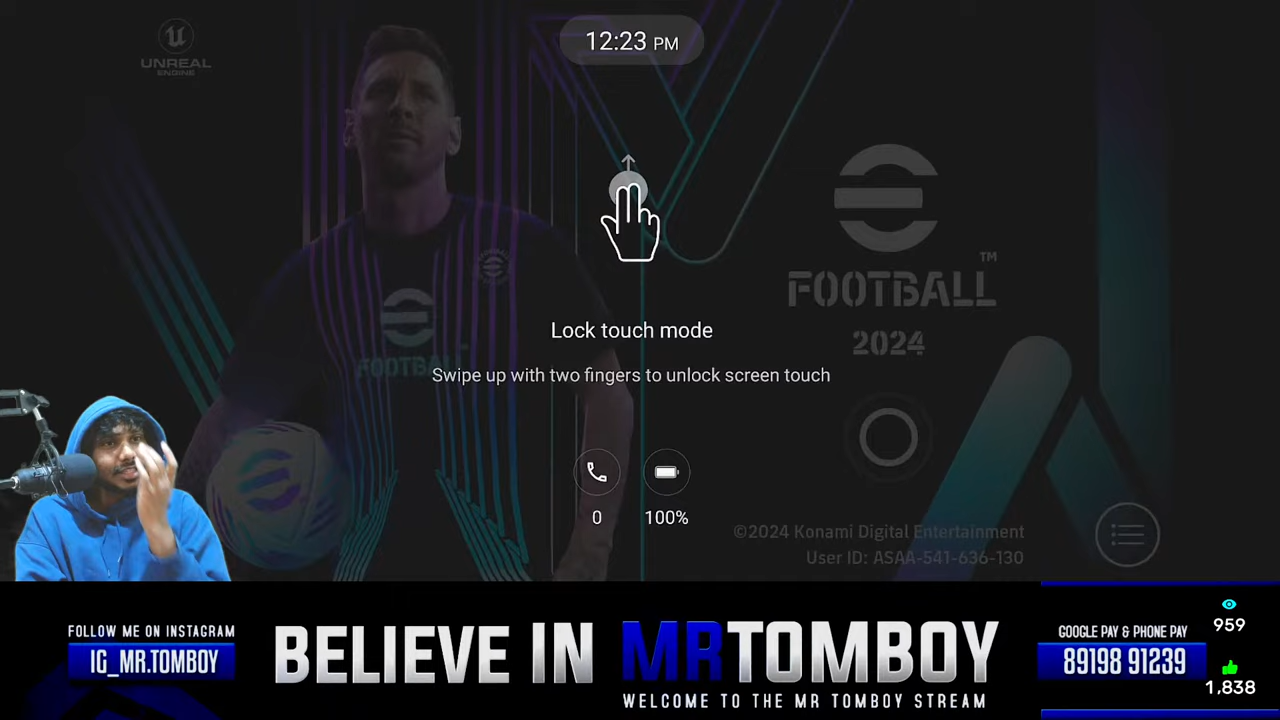 UNREAL
ENGINE
12:23 PM
TM
FOOTBALL
2024
Lock touch mode
FOOTBALL
Swipe up with two fingers to unlock screen touch
0
100%
©2024 Konami Digital Entertainment
User ID: ASAA-541-636-130
FOLLOW ME ON INSTAGRAM
IG_MR.TOMBOY
BELIEVE IN MRTOMBOY
WELCOME TO THE MR TOMBOY STREAM
GOOGLE PAY & PHONE PAY
89198 91239
959
1,838